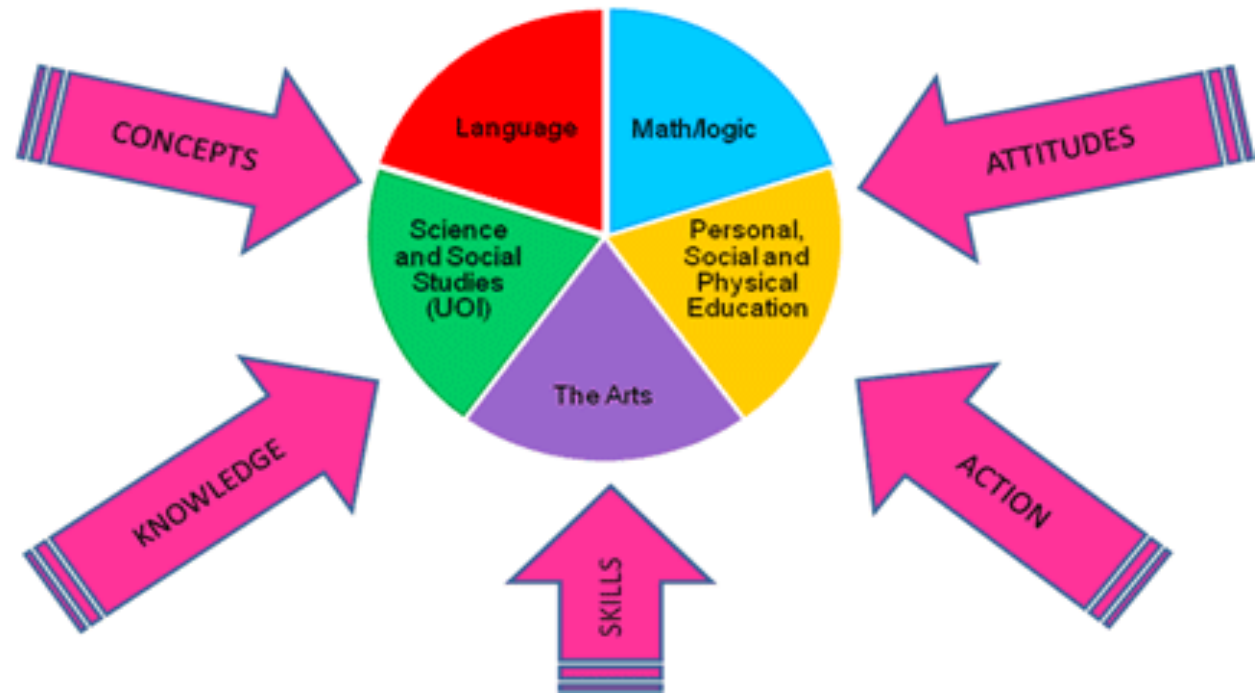 CONCEPTS
Language
Math/logic
ATTITUDES
Science
and Social
Studies
(UOI)
Personal,
Social and
Physical
Education
The Arts
KNOWLEDGE
SKILLS
ACTION